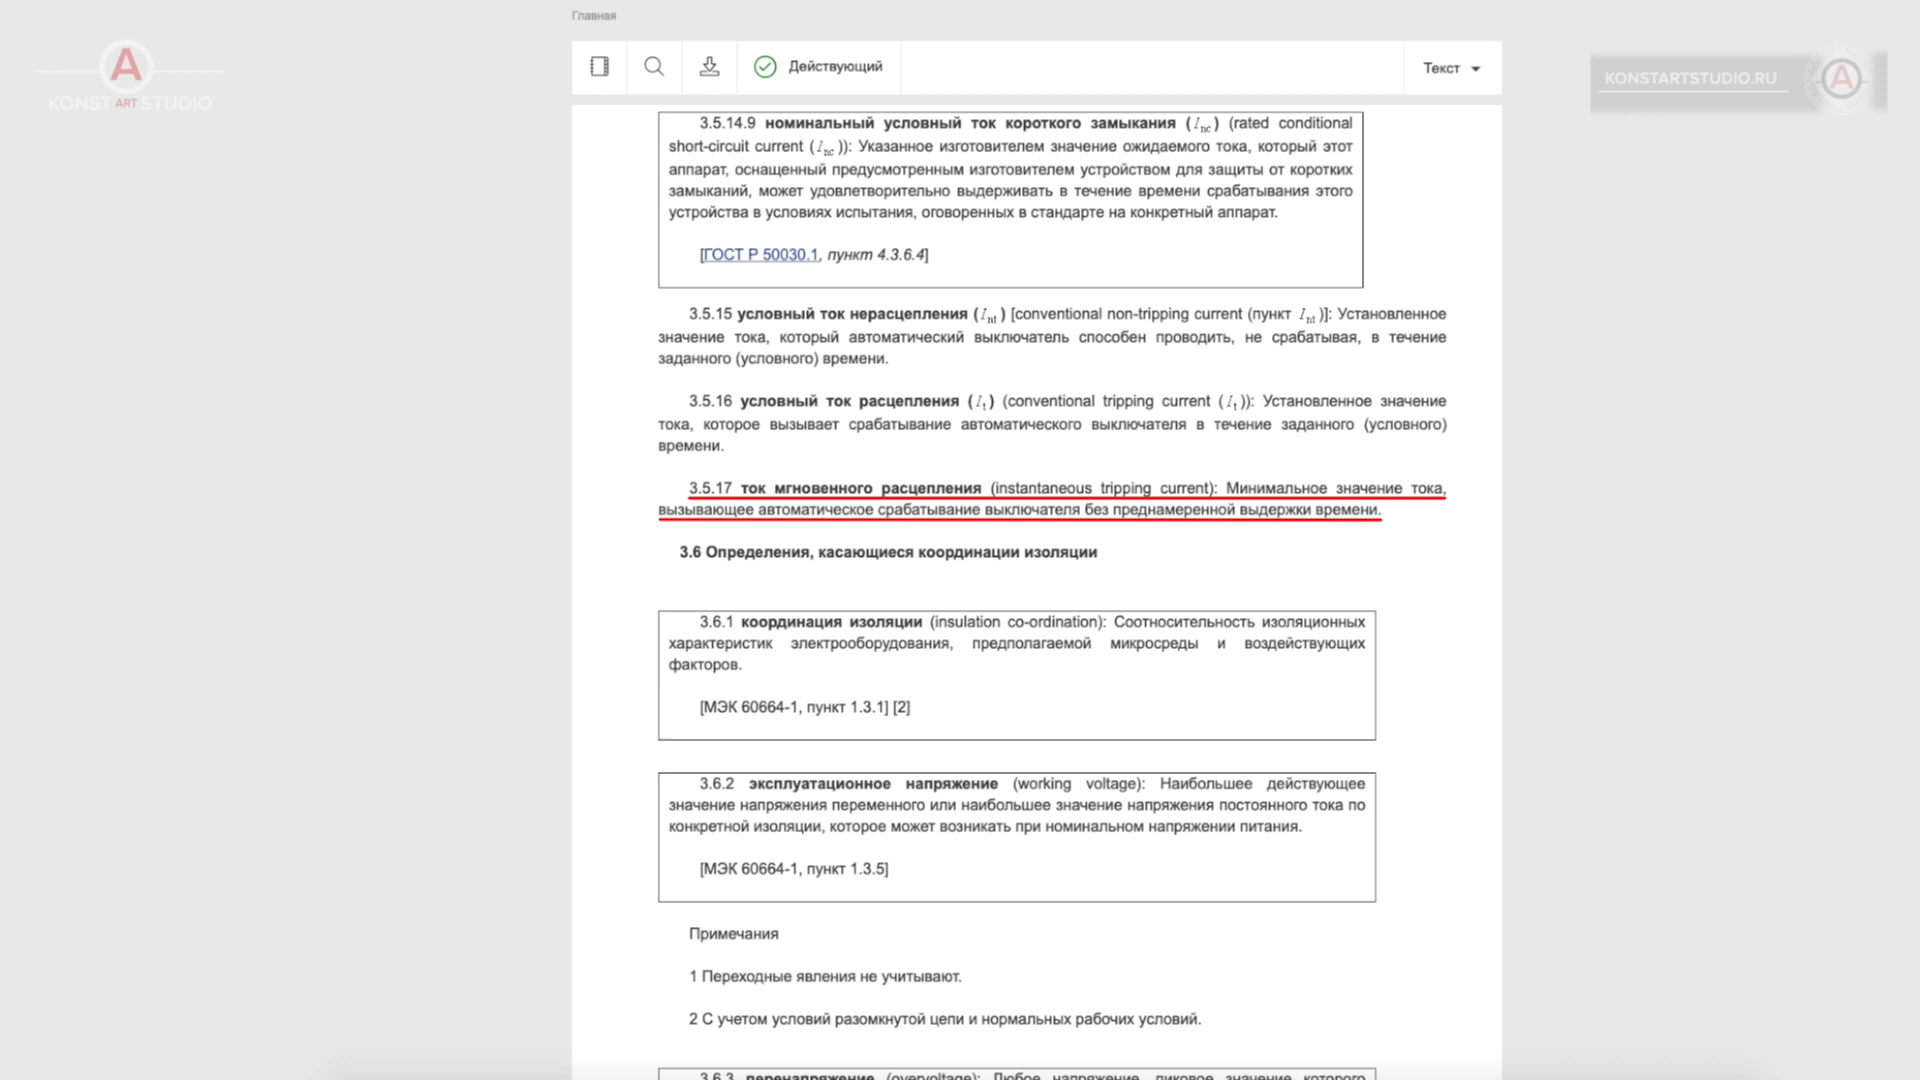 Главная
KONST ART STUDIO
Действующий
Текст
KONSTARTSTUDIO.RU
A
A
3.5.14.9 номинальный условный ток короткого замыкания (Inc) (rated conditional
short-circuit current (Inc)): Указанное изготовителем значение ожидаемого тока, который этот
аппарат, оснащенный предусмотренным изготовителем устройством для защиты от коротких
замыканий, может удовлетворительно выдерживать в течение времени срабатывания этого
устройства в условиях испытания, оговоренных в стандарте на конкретный аппарат.
[ГОСТ Р 50030.1, пункт 4.3.6.4]
3.5.15 условный ток нерасцепления (Int) [conventional non-tripping current (пункт Int)]: Установленное
значение тока, который автоматический выключатель способен проводить, не срабатывая, в течение
заданного (условного) времени.
3.5.16 условный ток расцепления (It) (conventional tripping current (It)): Установленное значение
тока, которое вызывает срабатывание автоматического выключателя в течение заданного (условного)
времени.
3.5.17 ток мгновенного расцепления (instantaneous tripping current): Минимальное значение тока,
вызывающее автоматическое срабатывание выключателя без преднамеренной выдержки времени.
3.6 Определения, касающиеся координации изоляции
3.6.1 координация изоляции (insulation co-ordination): Соотносительность изоляционных
характеристик электрооборудования, предполагаемой микросреды и воздействующих
факторов.
[МЭК 60664-1, пункт 1.3.1] [2]
3.6.2 эксплуатационное напряжение (working voltage): Наибольшее действующее
значение напряжения переменного или наибольшее значение напряжения постоянного тока по
конкретной изоляции, которое может возникать при номинальном напряжении питания.
[МЭК 60664-1, пункт 1.3.5]
Примечания
1 Переходные явления не учитывают.
2 С учетом условий разомкнутой цепи и нормальных рабочих условий.
3.6.3 перенапряжение (overvoltage): Любое напряжение, пиковое значение которого